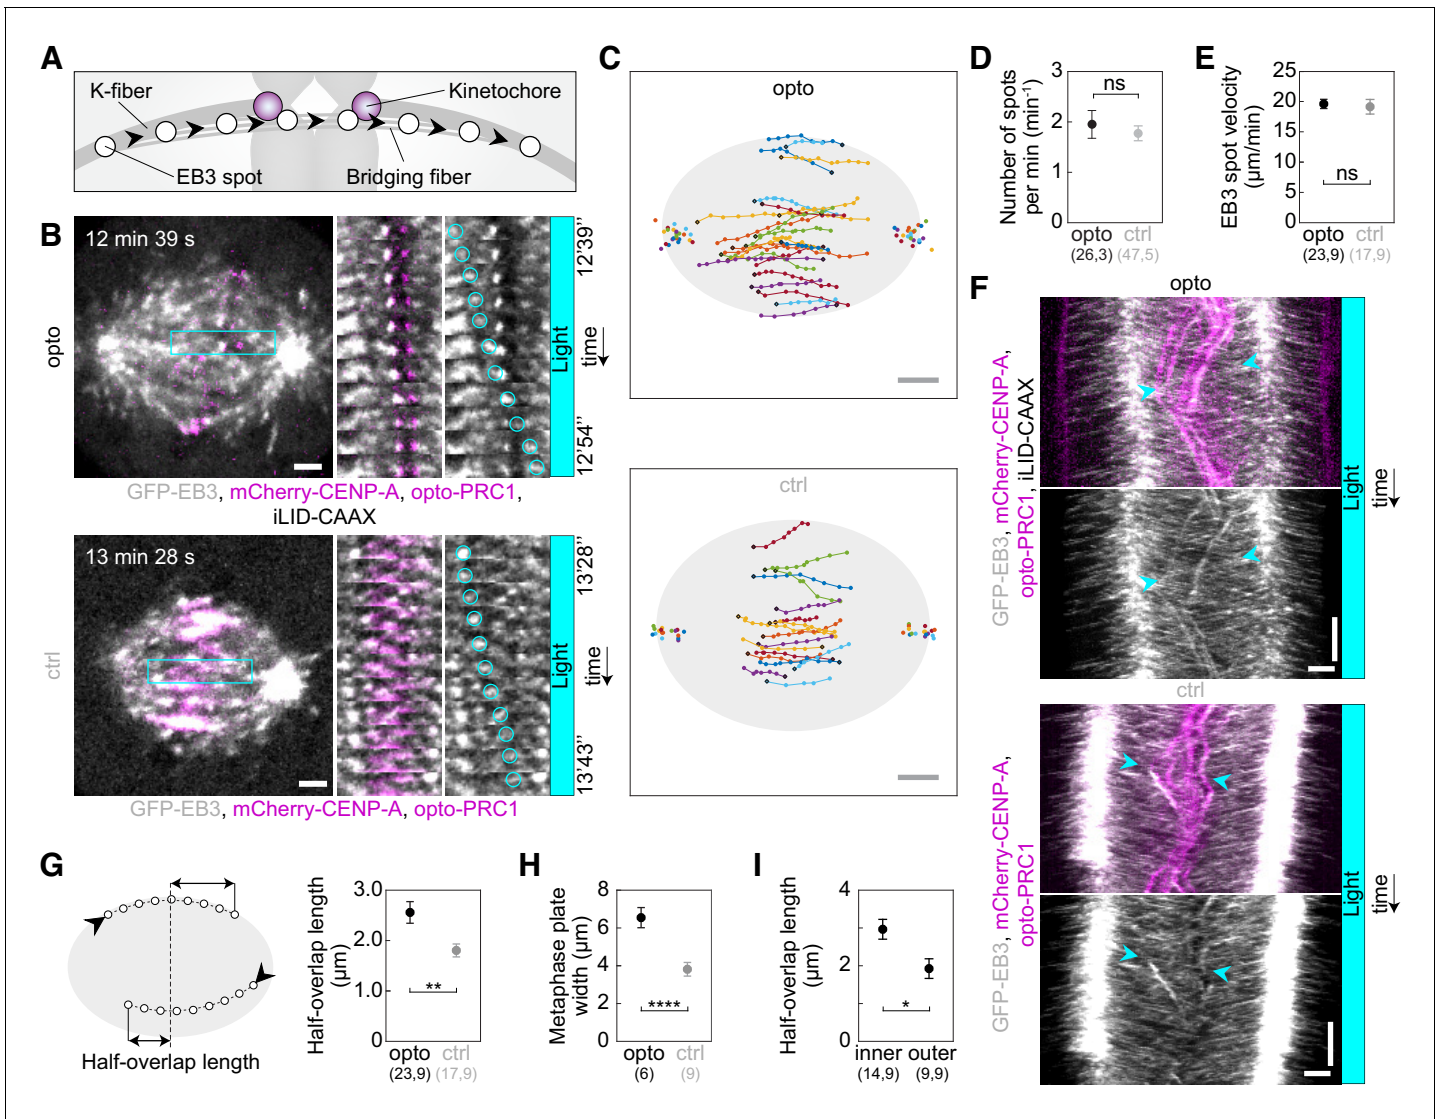 A
K-fiber
Kinetochore
EB3 spot
Bridging fiber
B
opto
12 min 39 s
12’39’’
Light
time
12’54’’
GFP-EB3, mCherry-CENP-A, opto-PRC1,
iLID-CAAX
ctrl
13 min 28 s
13’28’’
Light
time
13’43’’
GFP-EB3, mCherry-CENP-A, opto-PRC1
C
opto
ctrl
D
Number of spots
per min (min⁻¹)
3
2
1
0
ns
opto ctrl
(26,3) (47,5)
E
EB3 spot velocity
(µm/min)
25
20
15
10
5
0
ns
opto ctrl
(23,9) (17,9)
F
opto
GFP-EB3, mCherry-CENP-A,
opto-PRC1, iLID-CAAX
Light
time
ctrl
GFP-EB3, mCherry-CENP-A,
opto-PRC1
Light
time
G
Half-overlap length
Half-overlap length
(µm)
3.0
2.0
1.0
0
**
opto ctrl
(23,9) (17,9)
H
Metaphase plate
width (µm)
8
6
4
2
0
****
opto ctrl
(6) (9)
I
Half-overlap length
(µm)
4
2
0
*
inner outer
(14,9) (9,9)